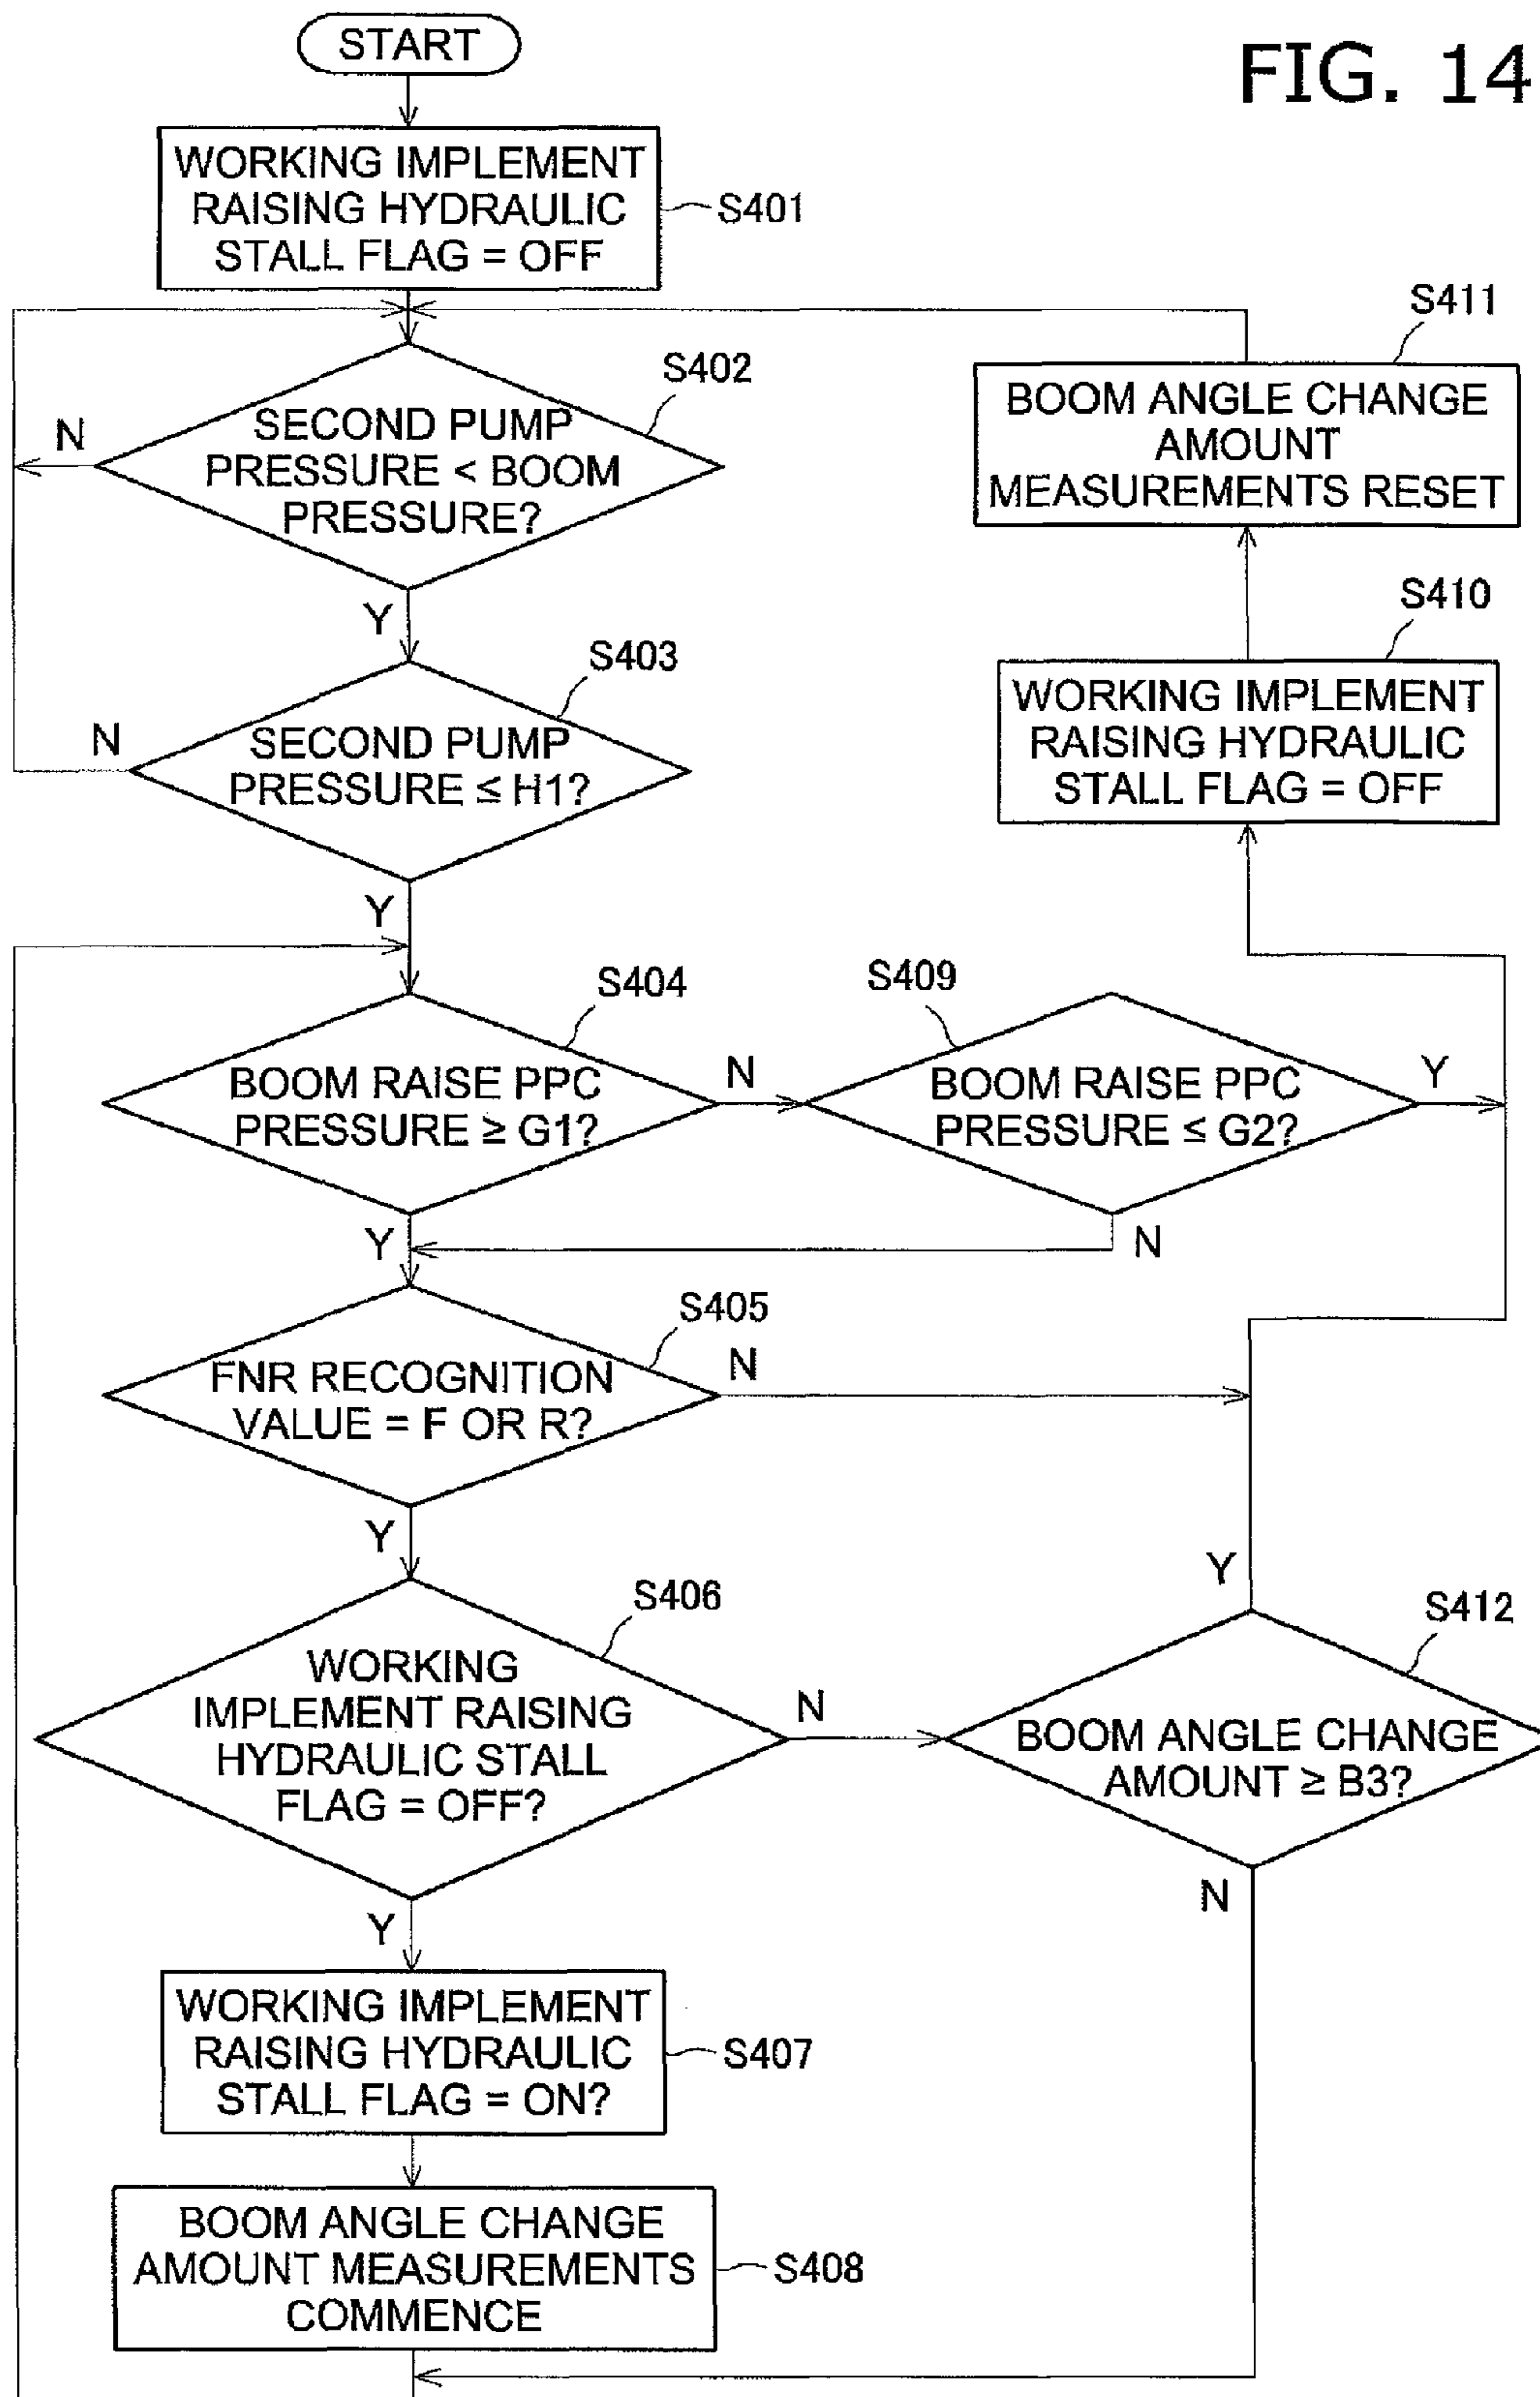 FIG. 14
START
WORKING IMPLEMENT
RAISING HYDRAULIC
STALL FLAG = OFF
S401
S402
SECOND PUMP
PRESSURE < BOOM
PRESSURE?
N
Y
S403
SECOND PUMP
PRESSURE ≤ H1?
N
Y
S404
BOOM RAISE PPC
PRESSURE ≥ G1?
N
Y
S409
BOOM RAISE PPC
PRESSURE ≤ G2?
Y
N
S405
FNR RECOGNITION
VALUE = F OR R?
N
Y
S406
WORKING
IMPLEMENT RAISING
HYDRAULIC STALL
FLAG = OFF?
N
Y
S407
WORKING IMPLEMENT
RAISING HYDRAULIC
STALL FLAG = ON?
S408
BOOM ANGLE CHANGE
AMOUNT MEASUREMENTS
COMMENCE
S411
BOOM ANGLE CHANGE
AMOUNT
MEASUREMENTS RESET
S410
WORKING IMPLEMENT
RAISING HYDRAULIC
STALL FLAG = OFF
Y
S412
BOOM ANGLE CHANGE
AMOUNT ≥ B3?
N